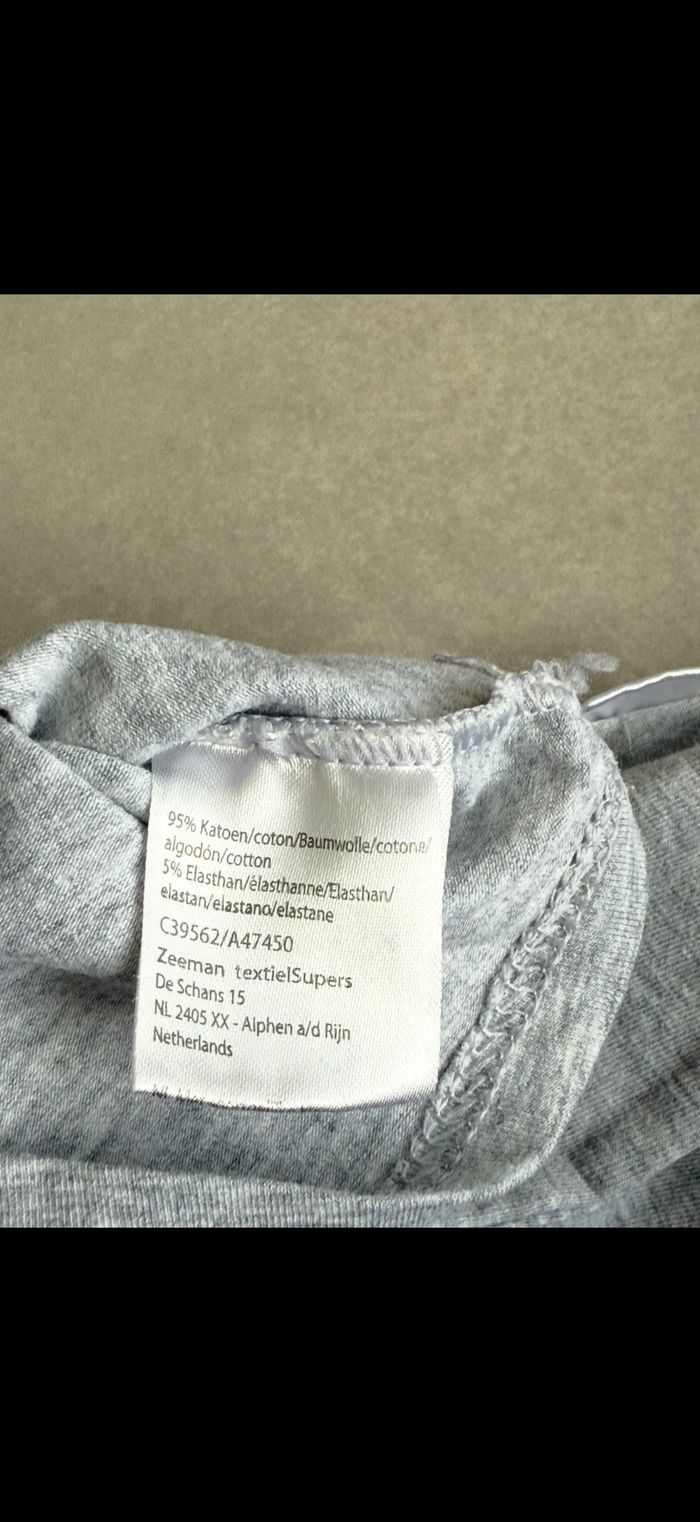 95% Katoen/coton/Baumwolle/cotone/
algodón/cotton
5% Elasthan/élasthanne/Elasthan/
elastan/elastano/elastane
C39562/A47450
Zeeman textielSupers
De Schans 15
NL 2405 XX - Alphen a/d Rijn
Netherlands